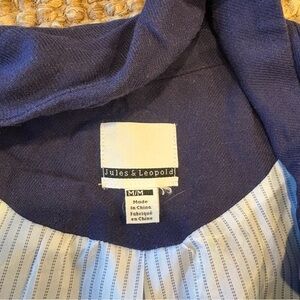 Jules & Leopold
M/M
Made
in China
Fabriqué
en Chine